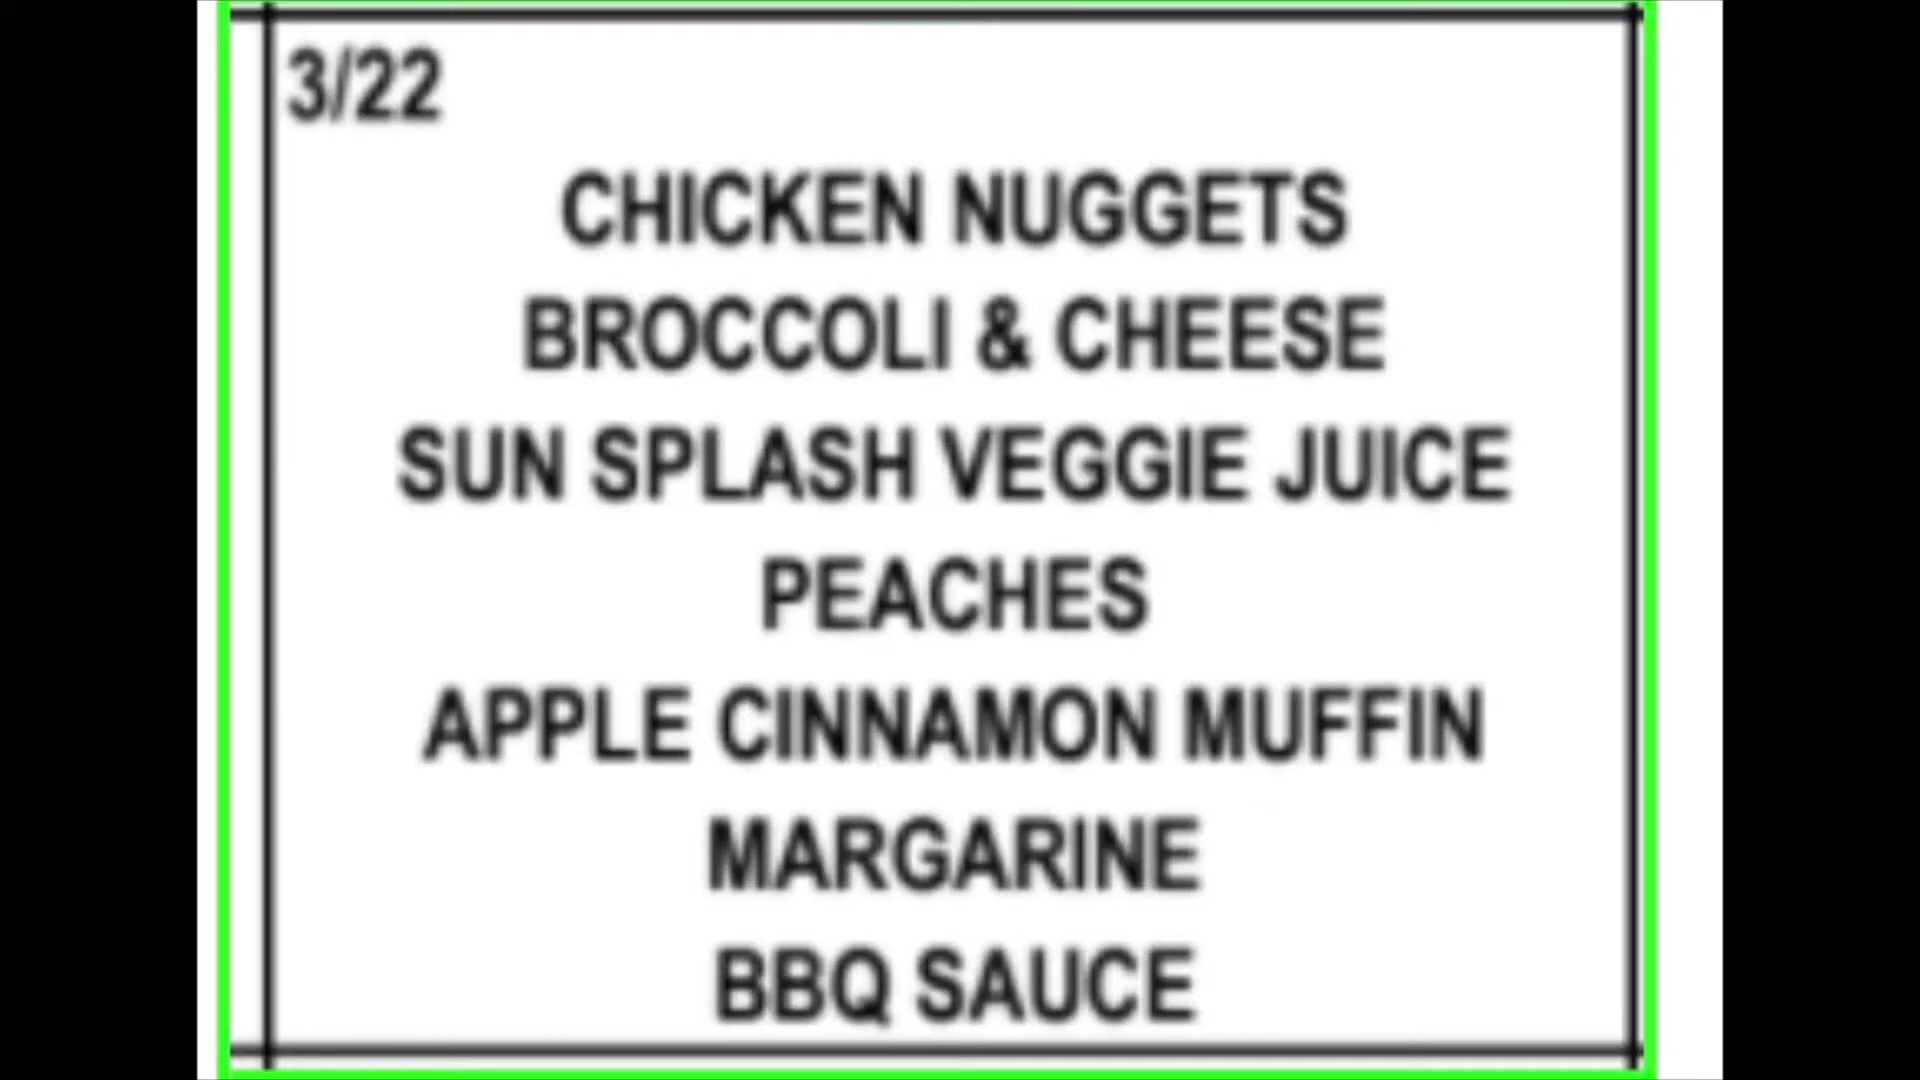 3/22
CHICKEN NUGGETS
BROCCOLI & CHEESE
SUN SPLASH VEGGIE JUICE
PEACHES
APPLE CINNAMON MUFFIN
MARGARINE
BBQ SAUCE